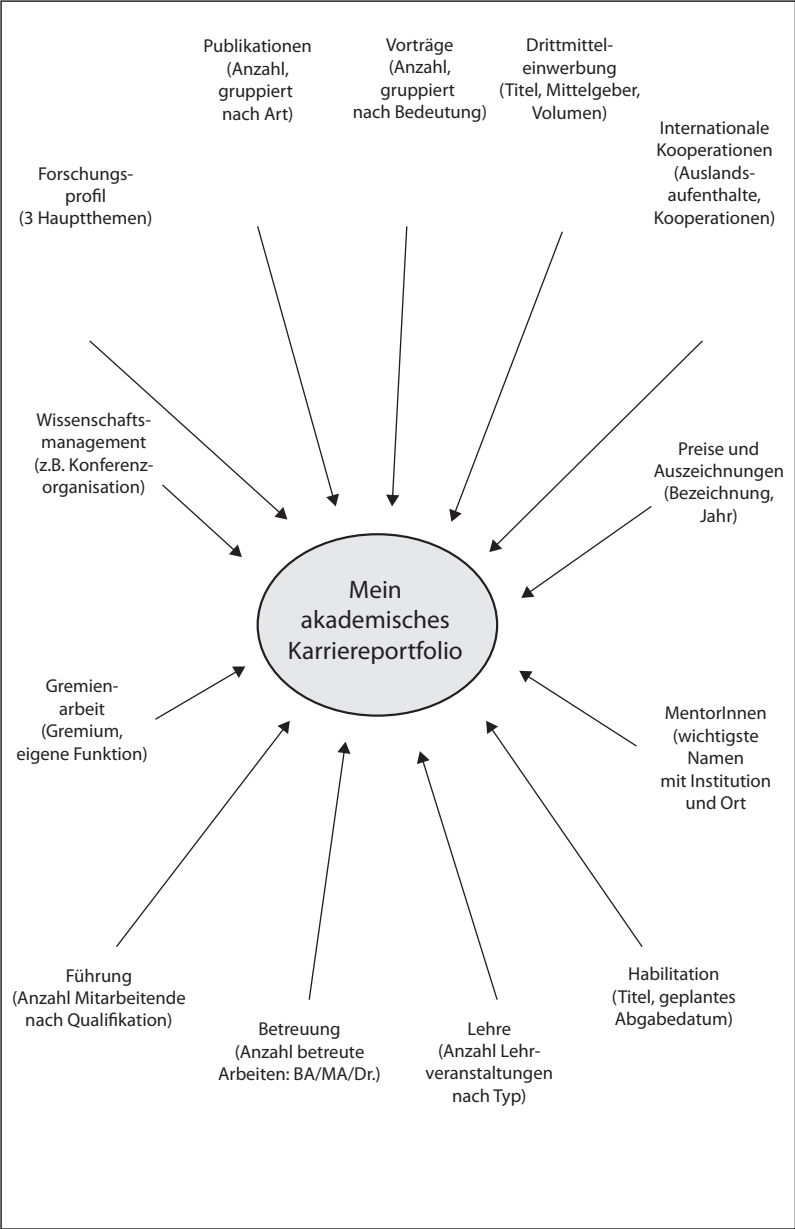 Publikationen
(Anzahl,
gruppiert
nach Art)
Vorträge
(Anzahl,
gruppiert
nach Bedeutung)
Drittmittel-
einwerbung
(Titel, Mittelgeber,
Volumen)
Internationale
Kooperationen
(Auslands-
aufenthalte,
Kooperationen)
Forschungs-
profil
(3 Hauptthemen)
Wissenschafts-
management
(z.B. Konferenz-
organisation)
Preise und
Auszeichnungen
(Bezeichnung,
Jahr)
Mein
akademisches
Karriereportfolio
Gremien-
arbeit
(Gremium,
eigene Funktion)
MentorInnen
(wichtigste
Namen
mit Institution
und Ort
Führung
(Anzahl Mitarbeitende
nach Qualifikation)
Betreuung
(Anzahl betreute
Arbeiten: BA/MA/Dr.)
Lehre
(Anzahl Lehr-
veranstaltungen
nach Typ)
Habilitation
(Titel, geplantes
Abgabedatum)